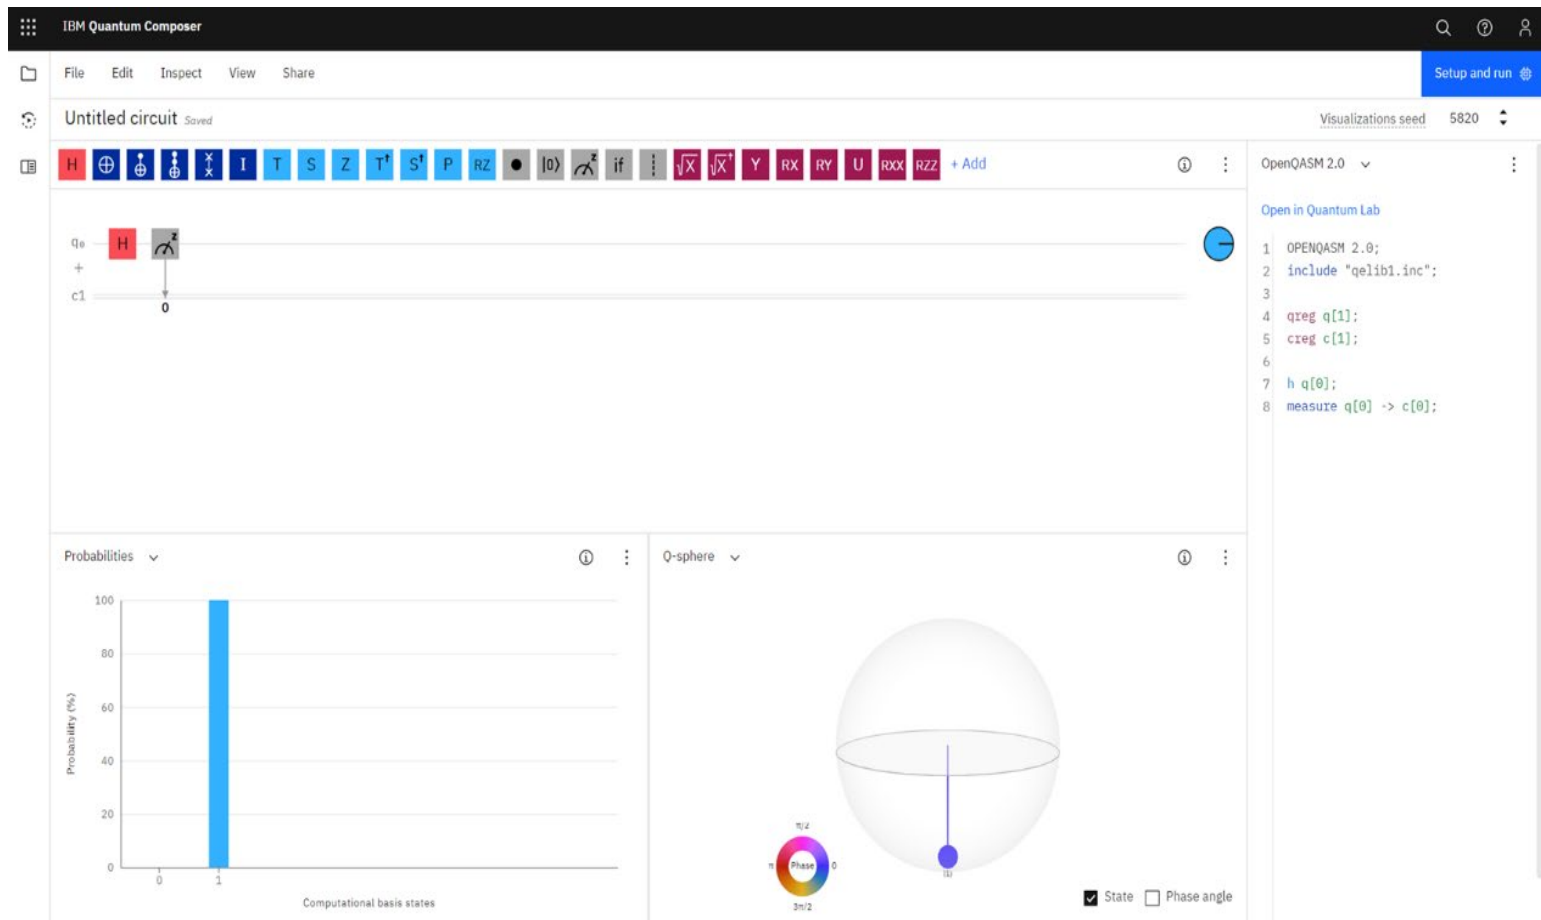 IBM Quantum Composer
File Edit Inspect View Share
Setup and run
Untitled circuit Saved
Visualizations seed 5820
H I T S Z T† S† P RZ |0⟩ z if √X √X† Y RX RY U RXX RZZ + Add
OpenQASM 2.0
Open in Quantum Lab
q0 H z
+
c1
0
1 OPENQASM 2.0;
2 include "qelib1.inc";
3
4 qreg q[1];
5 creg c[1];
6
7 h q[0];
8 measure q[0] -> c[0];
Probabilities
100
80
60
40
20
0
Probability (%)
0 1
Computational basis states
Q-sphere
|1⟩
π/2
π Phase 0
3π/2
State Phase angle